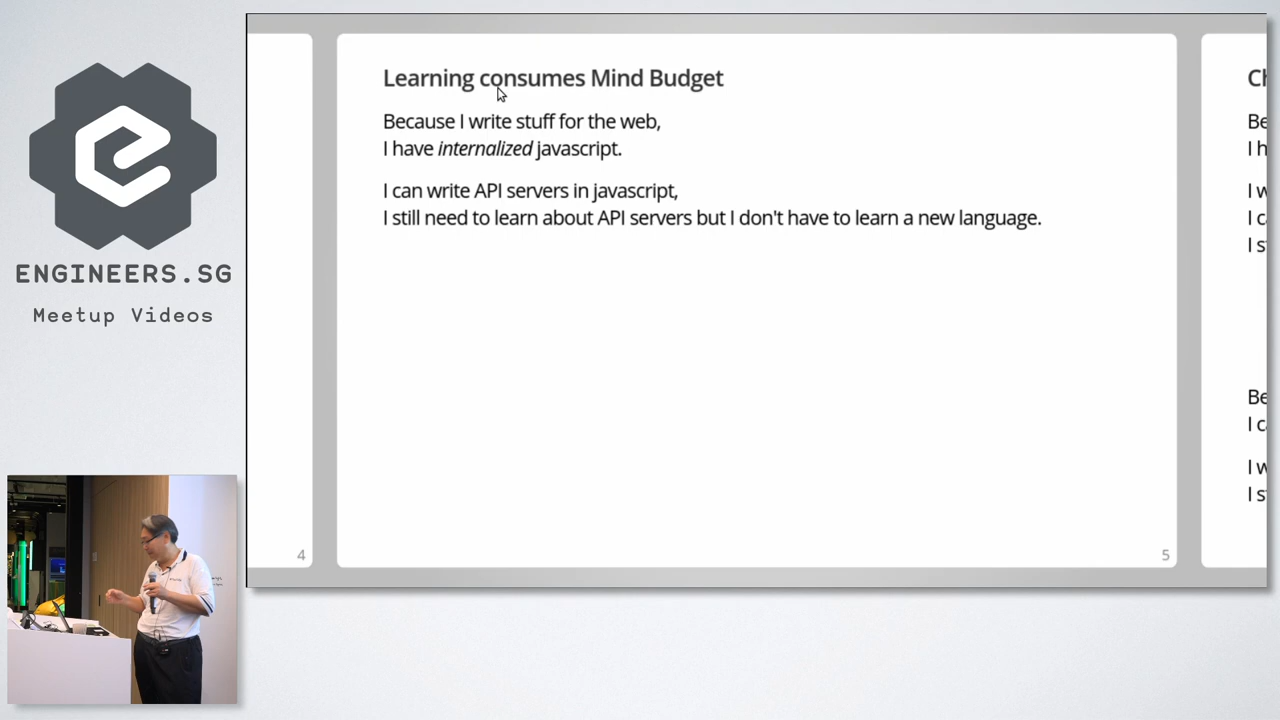 ENGINEERS.SG
Meetup Videos
4
Learning consumes Mind Budget
Because I write stuff for the web,
I have internalized javascript.
I can write API servers in javascript,
I still need to learn about API servers but I don't have to learn a new language.
5